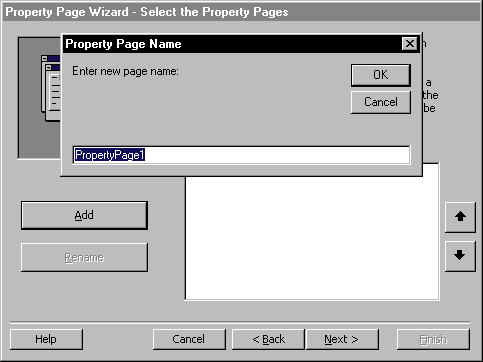 Property Page Wizard - Select the Property Pages
Property Page Name
Enter new page name:
OK
Cancel
PropertyPage1
a
the
be
Add
Rename
Help
Cancel
< Back
Next >
Finish